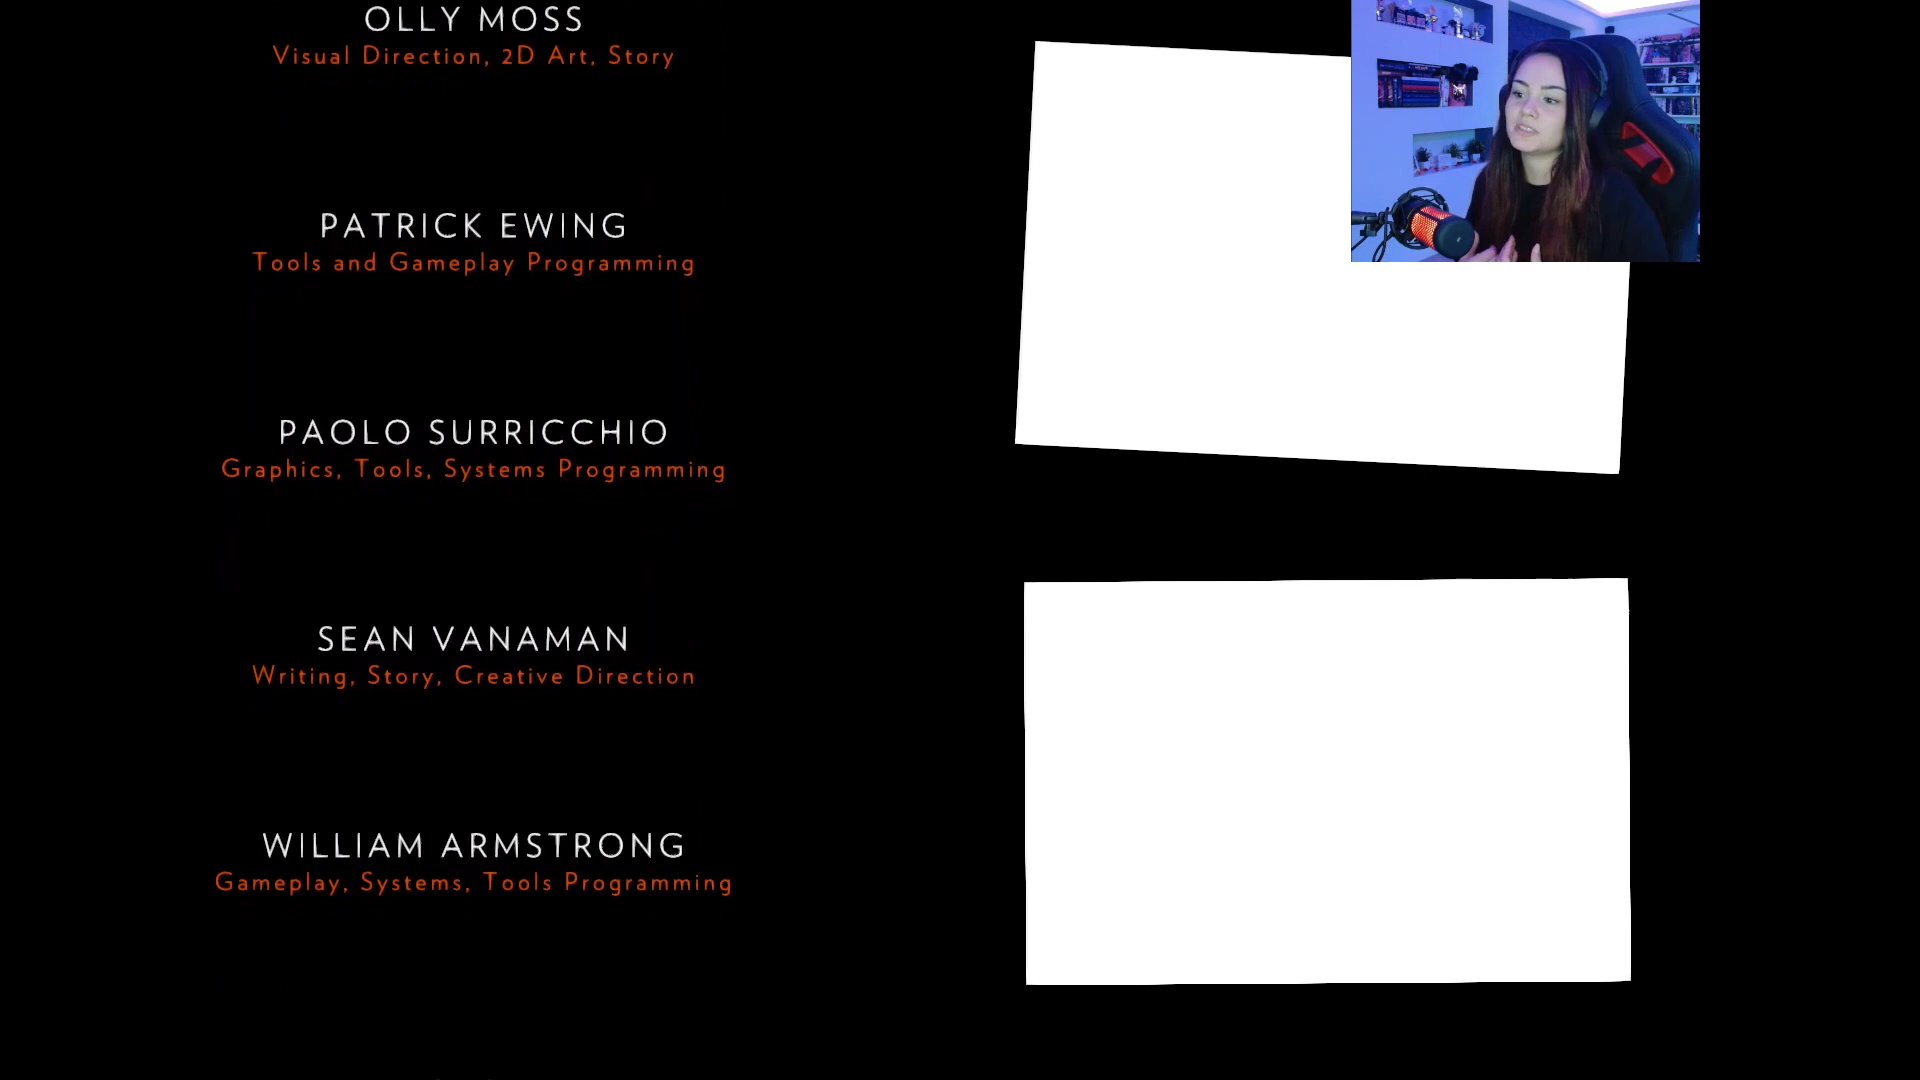 OLLY MOSS
Visual Direction, 2D Art, Story
PATRICK EWING
Tools and Gameplay Programming
PAOLO SURRICCHIO
Graphics, Tools, Systems Programming
SEAN VANAMAN
Writing, Story, Creative Direction
WILLIAM ARMSTRONG
Gameplay, Systems, Tools Programming